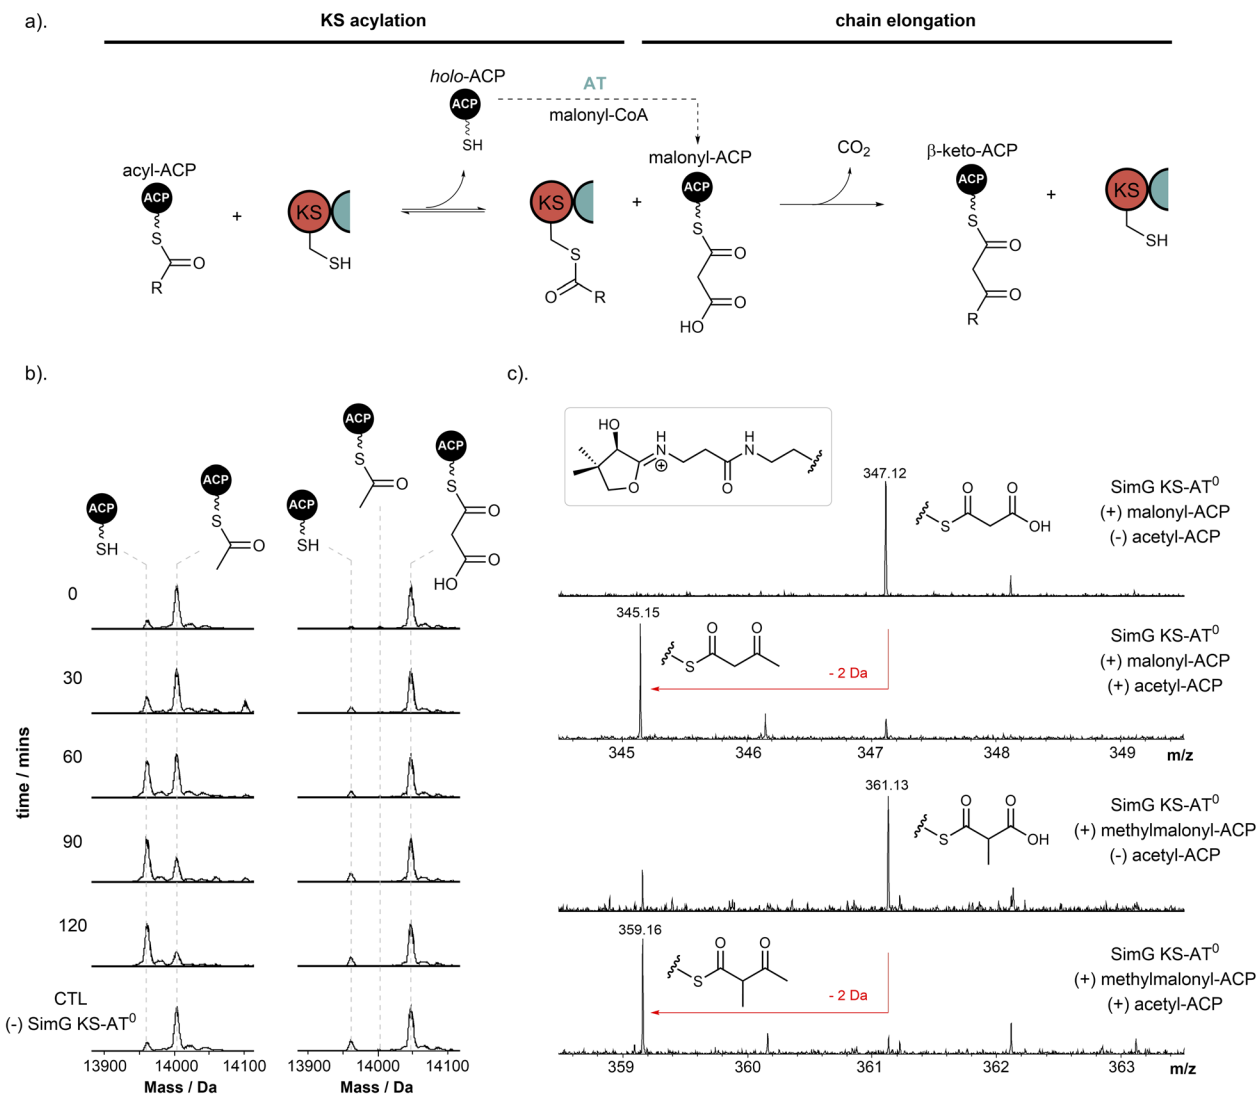 a).
KS acylation
chain elongation
holo-ACP
ACP
SH
AT
malonyl-CoA
acyl-ACP
ACP
S
O
R
+
KS
SH
KS
S
O
R
+
malonyl-ACP
ACP
S
O
O
HO
CO2
β-keto-ACP
ACP
S
O
O
R
+
KS
SH
b).
ACP
SH
ACP
S
O
ACP
SH
ACP
S
O
ACP
S
O
O
HO
time / mins
0
30
60
90
120
CTL
(-) SimG KS-AT0
13900 14000 14100
Mass / Da
13900 14000 14100
Mass / Da
c).
HO
H
N
+
O
O
H
N
347.12
S
O
O
OH
SimG KS-AT0
(+) malonyl-ACP
(-) acetyl-ACP
345.15
S
O
O
- 2 Da
SimG KS-AT0
(+) malonyl-ACP
(+) acetyl-ACP
345 346 347 348 349 m/z
361.13
S
O
O
OH
SimG KS-AT0
(+) methylmalonyl-ACP
(-) acetyl-ACP
359.16
S
O
O
- 2 Da
SimG KS-AT0
(+) methylmalonyl-ACP
(+) acetyl-ACP
359 360 361 362 363 m/z